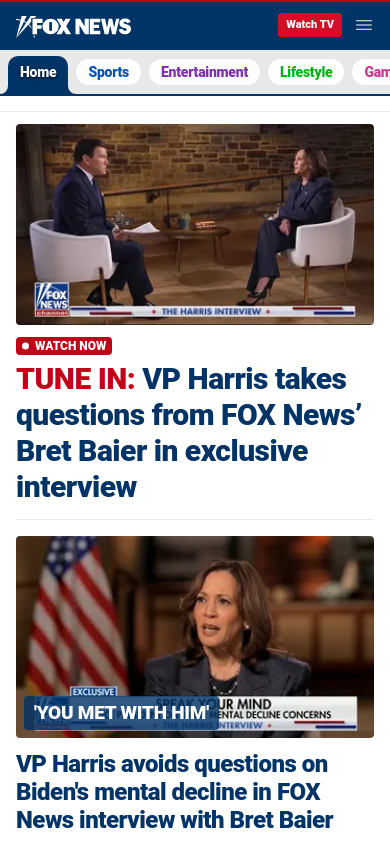 FOX NEWS
Watch TV
Home
Sports
Entertainment
Lifestyle
Gam
FOX
NEWS
channel
THE HARRIS INTERVIEW
WATCH NOW
TUNE IN: VP Harris takes
questions from FOX News’
Bret Baier in exclusive
interview
EXCLUSIVE
SPEAK YOUR MIND
MENTAL DECLINE CONCERNS
THE HARRIS INTERVIEW
'YOU MET WITH HIM'
VP Harris avoids questions on
Biden's mental decline in FOX
News interview with Bret Baier